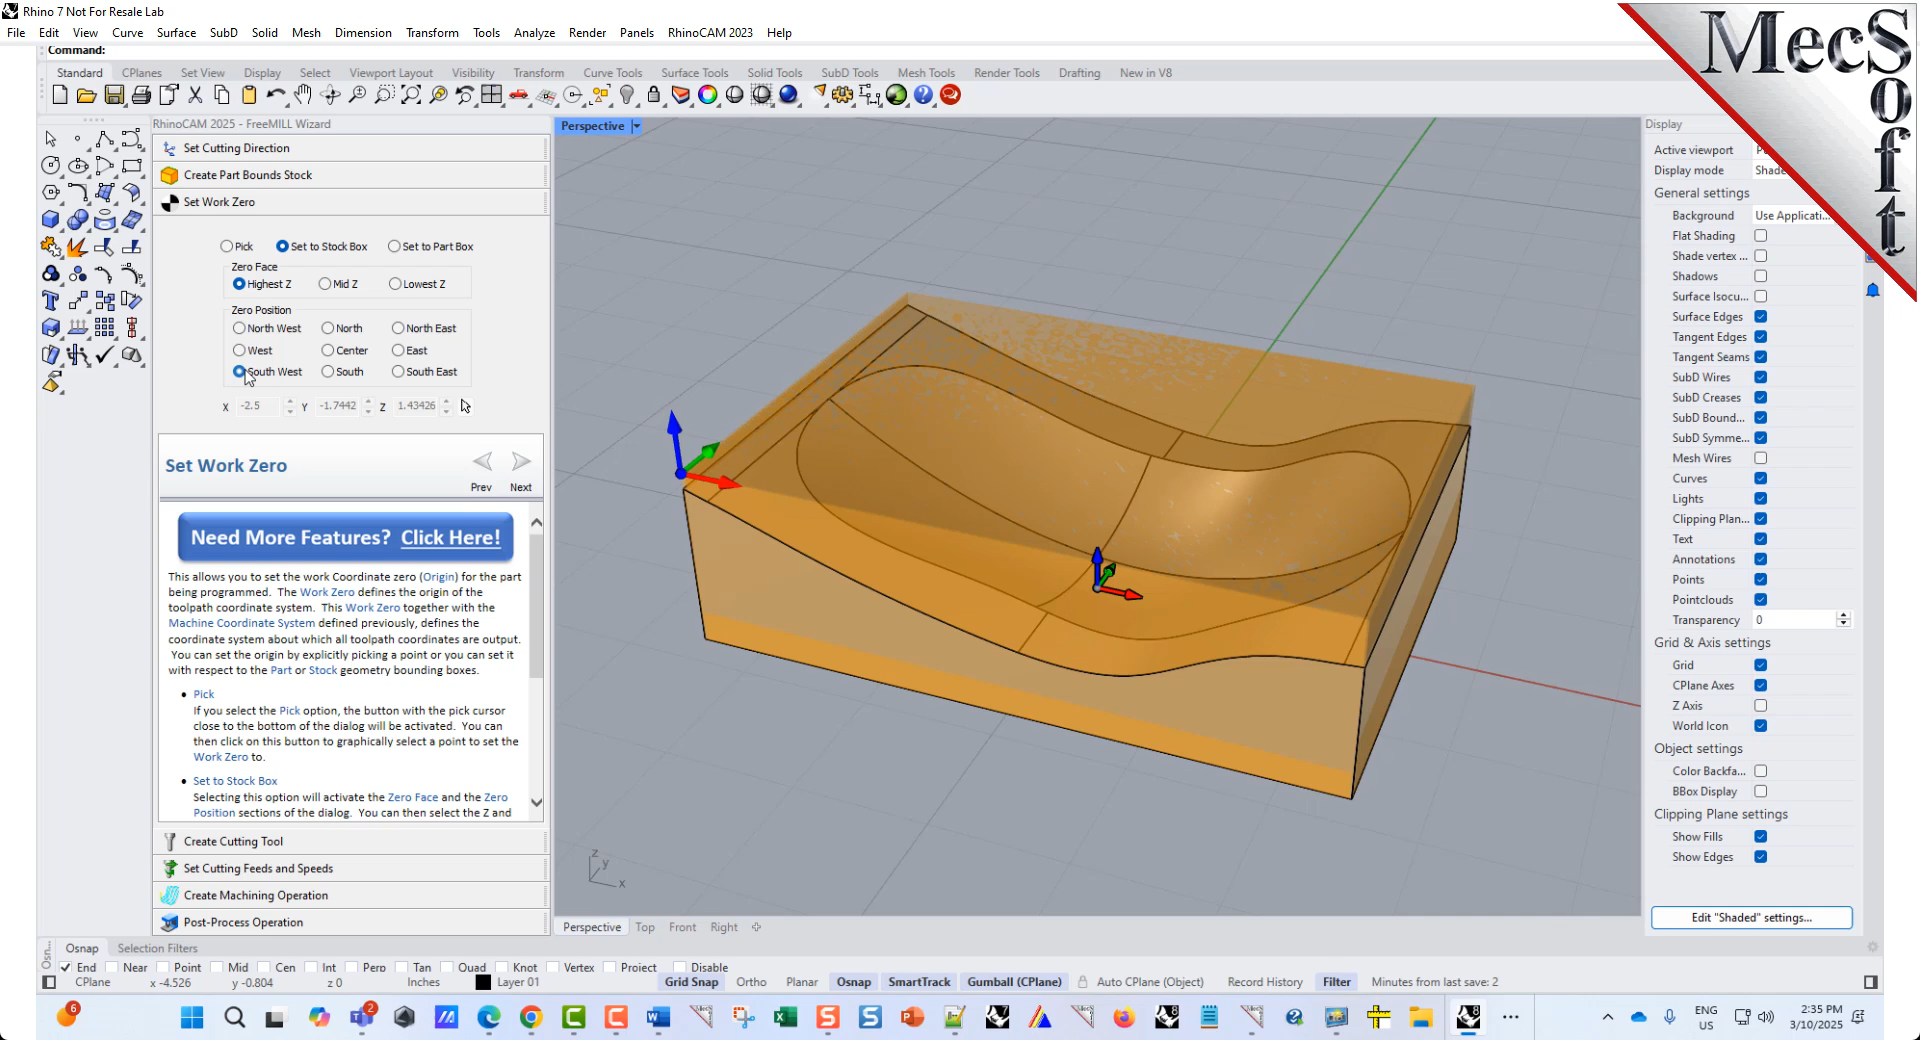 Rhino 7 Not For Resale Lab
File Edit View Curve Surface SubD Solid Mesh Dimension Transform Tools Analyze Render Panels RhinoCAM 2023 Help
Command:
Standard CPlanes Set View Display Select Viewport Layout Visibility Transform Curve Tools Surface Tools Solid Tools SubD Tools Mesh Tools Render Tools Drafting New in V8
MecSoft
RhinoCAM 2025 - FreeMILL Wizard
Set Cutting Direction
Create Part Bounds Stock
Set Work Zero
Pick Set to Stock Box Set to Part Box
Zero Face
Highest Z Mid Z Lowest Z
Zero Position
North West North North East
West Center East
South West South South East
X -2.5 Y -1.7442 Z 1.43426
Set Work Zero
Prev Next
Need More Features? Click Here!
This allows you to set the work Coordinate zero (Origin) for the part
being programmed. The Work Zero defines the origin of the
toolpath coordinate system. This Work Zero together with the
Machine Coordinate System defined previously, defines the
coordinate system about which all toolpath coordinates are output.
You can set the origin by explicitly picking a point or you can set it
with respect to the Part or Stock geometry bounding boxes.
• Pick
If you select the Pick option, the button with the pick cursor
close to the bottom of the dialog will be activated. You can
then click on this button to graphically select a point to set the
Work Zero to.
• Set to Stock Box
Selecting this option will activate the Zero Face and the Zero
Position sections of the dialog. You can then select the Z and
Create Cutting Tool
Set Cutting Feeds and Speeds
Create Machining Operation
Post-Process Operation
Perspective
z
y
x
Perspective Top Front Right
Display
Active viewport P
Display mode Shade
General settings
Background Use Applicati...
Flat Shading
Shade vertex ...
Shadows
Surface Isocu...
Surface Edges
Tangent Edges
Tangent Seams
SubD Wires
SubD Creases
SubD Bound...
SubD Symme...
Mesh Wires
Curves
Lights
Clipping Plan...
Text
Annotations
Points
Pointclouds
Transparency 0
Grid & Axis settings
Grid
CPlane Axes
Z Axis
World Icon
Object settings
Color Backfa...
BBox Display
Clipping Plane settings
Show Fills
Show Edges
Edit "Shaded" settings...
Osn...
Osnap Selection Filters
End Near Point Mid Cen Int Perp Tan Quad Knot Vertex Project Disable
CPlane x -4.526 y -0.804 z 0 Inches Layer 01 Grid Snap Ortho Planar Osnap SmartTrack Gumball (CPlane) Auto CPlane (Object) Record History Filter Minutes from last save: 2
6 2 8 8
ENG
US
2:35 PM
3/10/2025